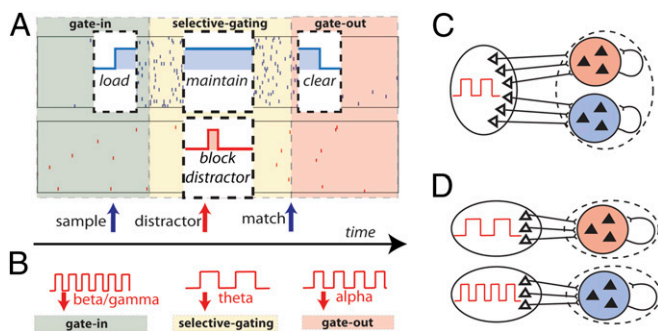 A
gate-in
selective-gating
gate-out
load
maintain
clear
block
distractor
sample
distractor
match
time
B
beta/gamma
theta
alpha
gate-in
selective-gating
gate-out
C
D